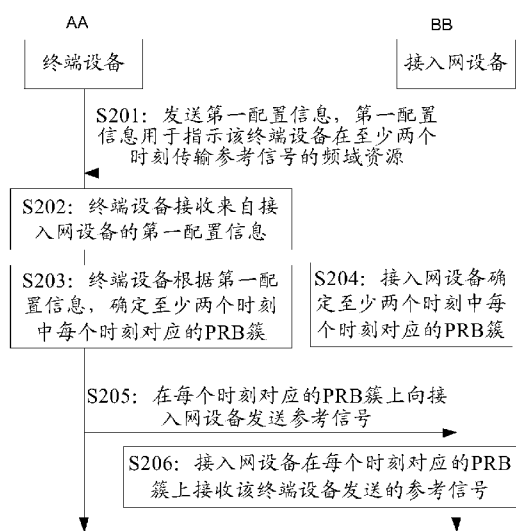 AA
BB
终端设备
接入网设备
S201：发送第一配置信息，第一配置
信息用于指示该终端设备在至少两个
时刻传输参考信号的频域资源
S202：终端设备接收来自接
入网设备的第一配置信息
S203：终端设备根据第一配
置信息，确定至少两个时刻
中每个时刻对应的PRB簇
S204：接入网设备确
定至少两个时刻中每
个时刻对应的PRB簇
S205：在每个时刻对应的PRB簇上向接
入网设备发送参考信号
S206：接入网设备在每个时刻对应的PRB
簇上接收该终端设备发送的参考信号